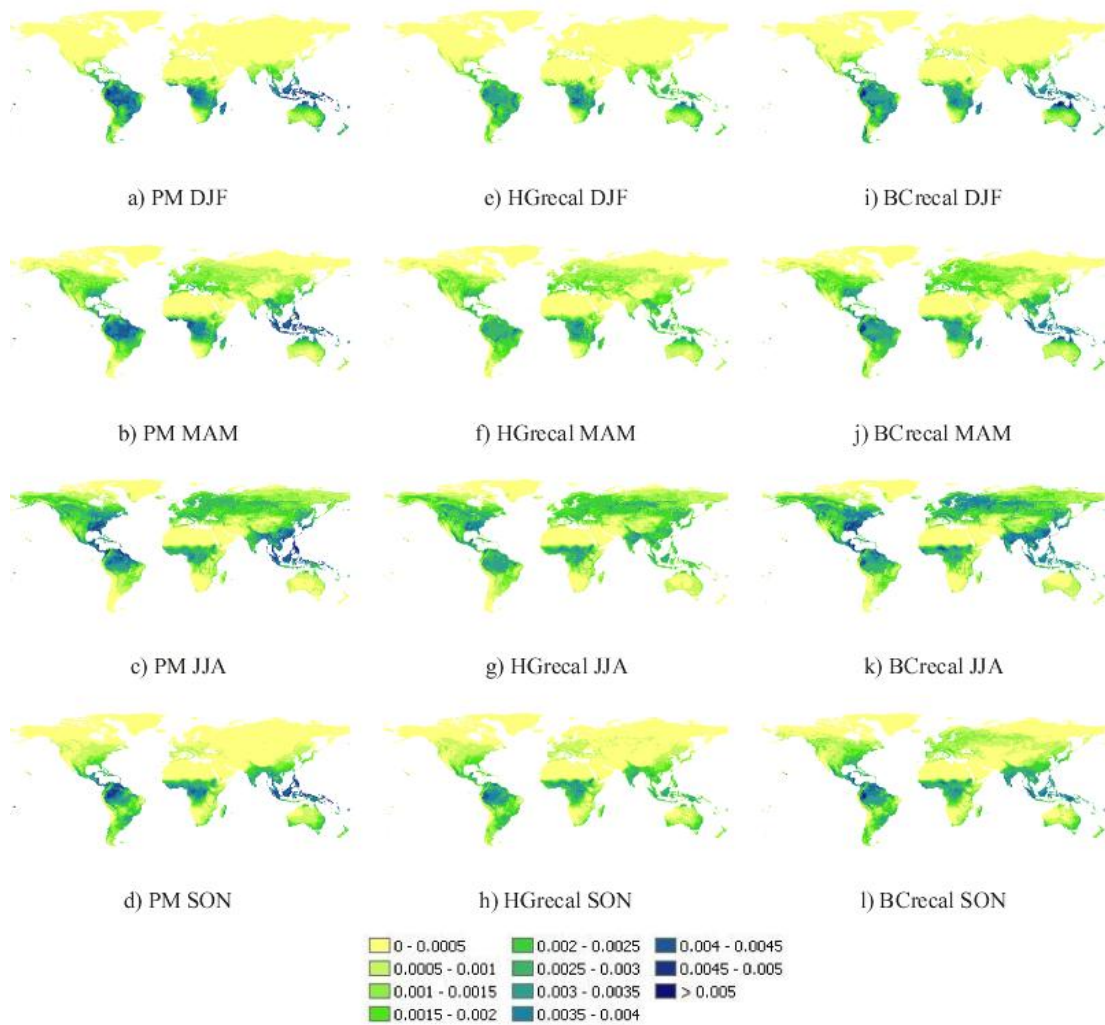 a) PM DJF
e) HGrecal DJF
i) BCrecal DJF
b) PM MAM
f) HGrecal MAM
j) BCrecal MAM
c) PM JJA
g) HGrecal JJA
k) BCrecal JJA
d) PM SON
h) HGrecal SON
l) BCrecal SON
0 - 0.0005
0.002 - 0.0025
0.004 - 0.0045
0.0005 - 0.001
0.0025 - 0.003
0.0045 - 0.005
0.001 - 0.0015
0.003 - 0.0035
> 0.005
0.0015 - 0.002
0.0035 - 0.004